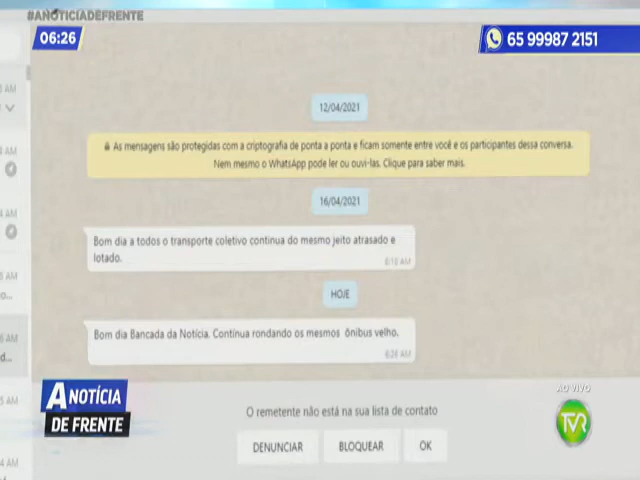 #ANOTICIADEFRENTE
06:26
65 99987 2151
12/04/2021
As mensagens são protegidas com a criptografia de ponta a ponta e ficam somente entre você e os participantes dessa conversa.
Nem mesmo o WhatsApp pode ler ou ouvi-las. Clique para saber mais.
16/04/2021
Bom dia a todos o transporte coletivo continua do mesmo jeito atrasado e
lotado.
6:18 AM
HOJE
Bom dia Bancada da Notícia. Continua rondando os mesmos ônibus velho.
6:26 AM
A NOTÍCIA
DE FRENTE
O remetente não está na sua lista de contato
DENUNCIAR
BLOQUEAR
OK
AO VIVO
TVR